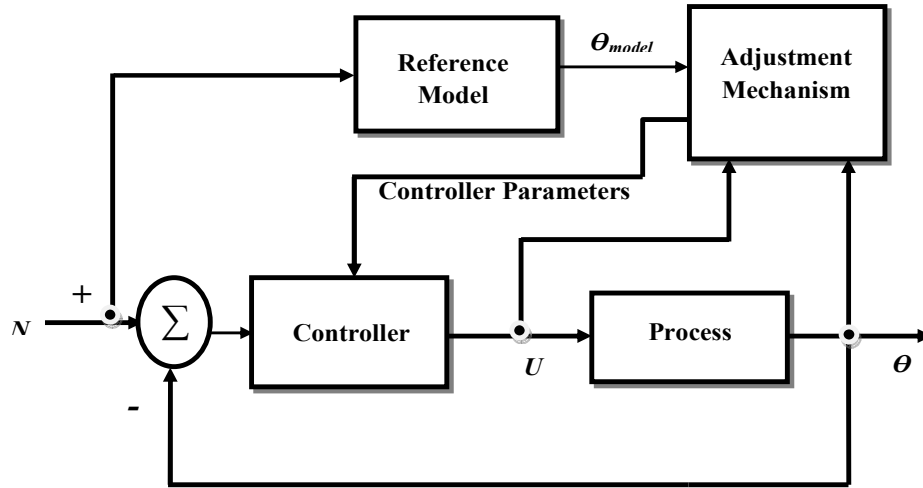 Reference
Model
ϴmodel
Adjustment
Mechanism
Controller Parameters
+
N
∑
Controller
U
Process
ϴ
-